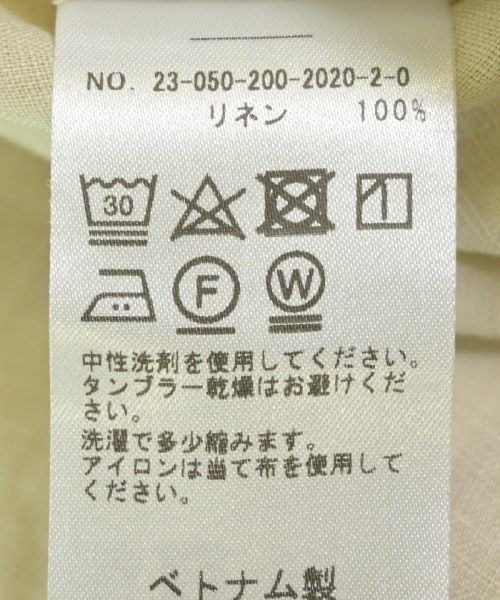 NO. 23-050-200-2020-2-0
リネン 100%
30
F W
中性洗剤を使用してください。
タンブラー乾燥はお避けくだ
さい。
洗濯で多少縮みます。
アイロンは当て布を使用して
ください。
ベトナム製